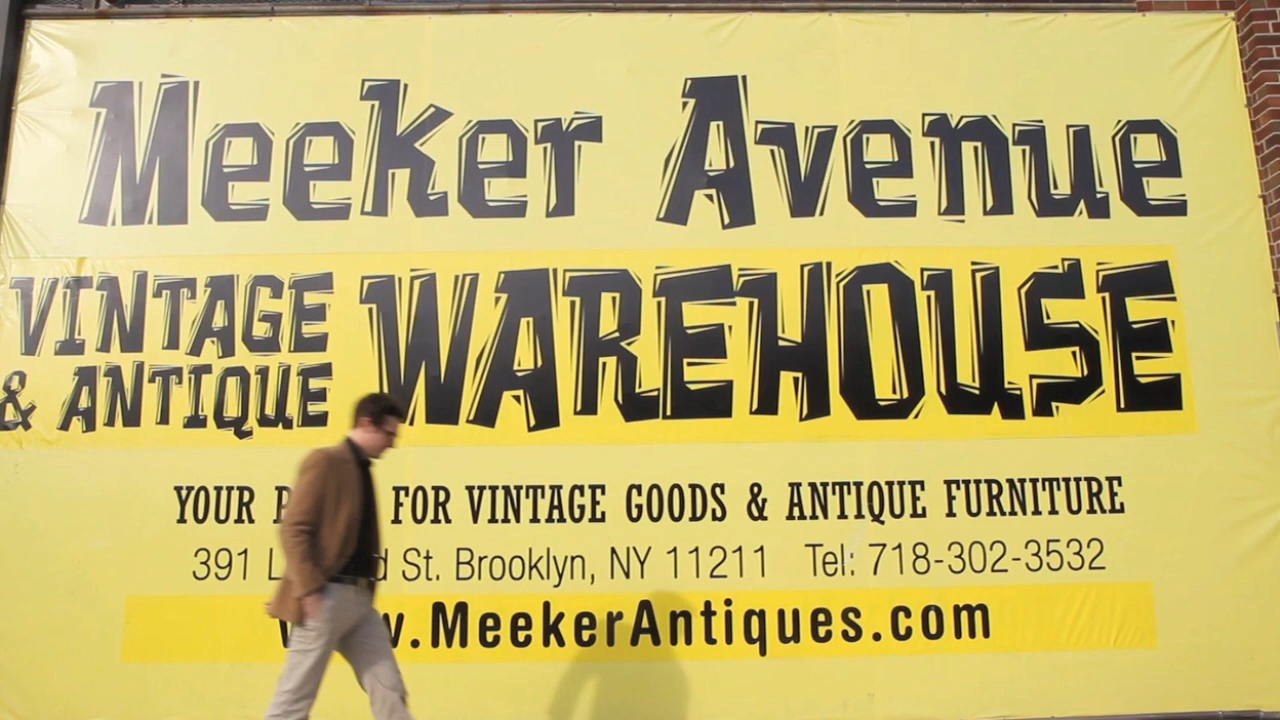 Meeker Avenue
VINTAGE
& ANTIQUE
WAREHOUSE
YOUR FOR VINTAGE GOODS & ANTIQUE FURNITURE
391 St. Brooklyn, NY 11211 Tel: 718-302-3532
.MeekerAntiques.com